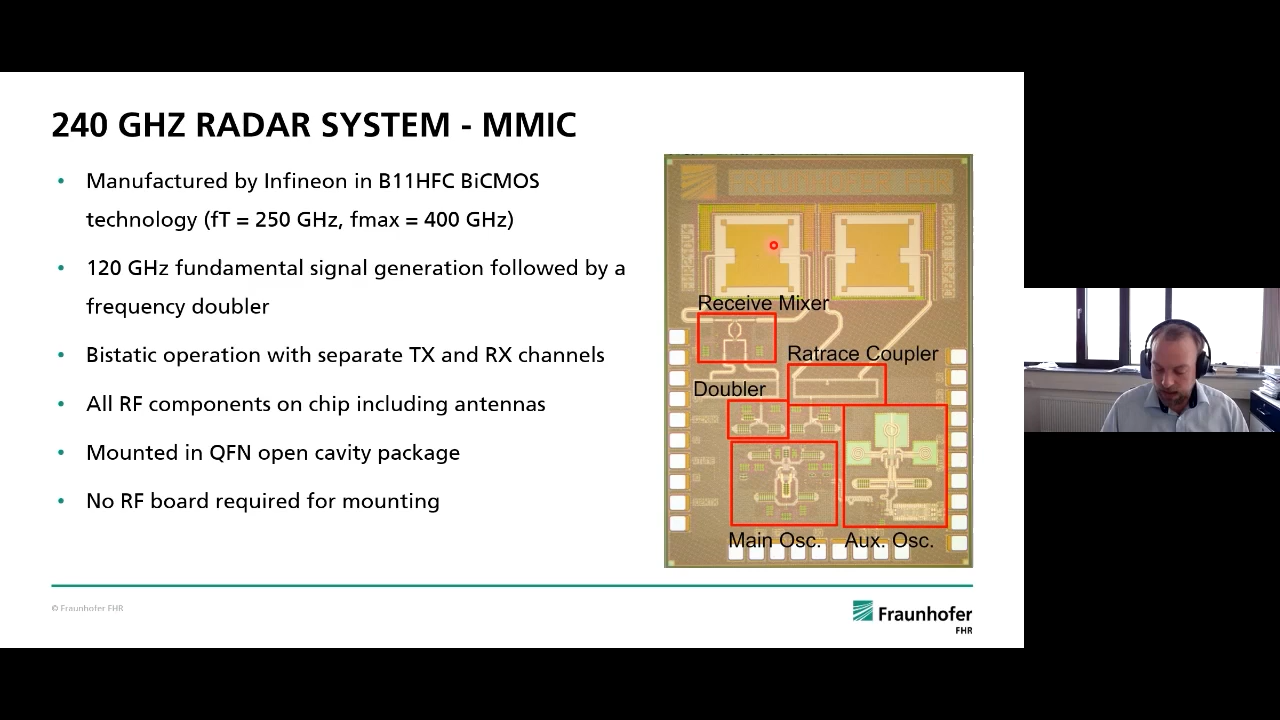 240 GHZ RADAR SYSTEM - MMIC
• Manufactured by Infineon in B11HFC BiCMOS
technology (fT = 250 GHz, fmax = 400 GHz)
• 120 GHz fundamental signal generation followed by a
frequency doubler
• Bistatic operation with separate TX and RX channels
• All RF components on chip including antennas
• Mounted in QFN open cavity package
• No RF board required for mounting
Receive Mixer
Ratrace Coupler
Doubler
Main Osc.
Aux. Osc.
© Fraunhofer FHR
Fraunhofer
FHR